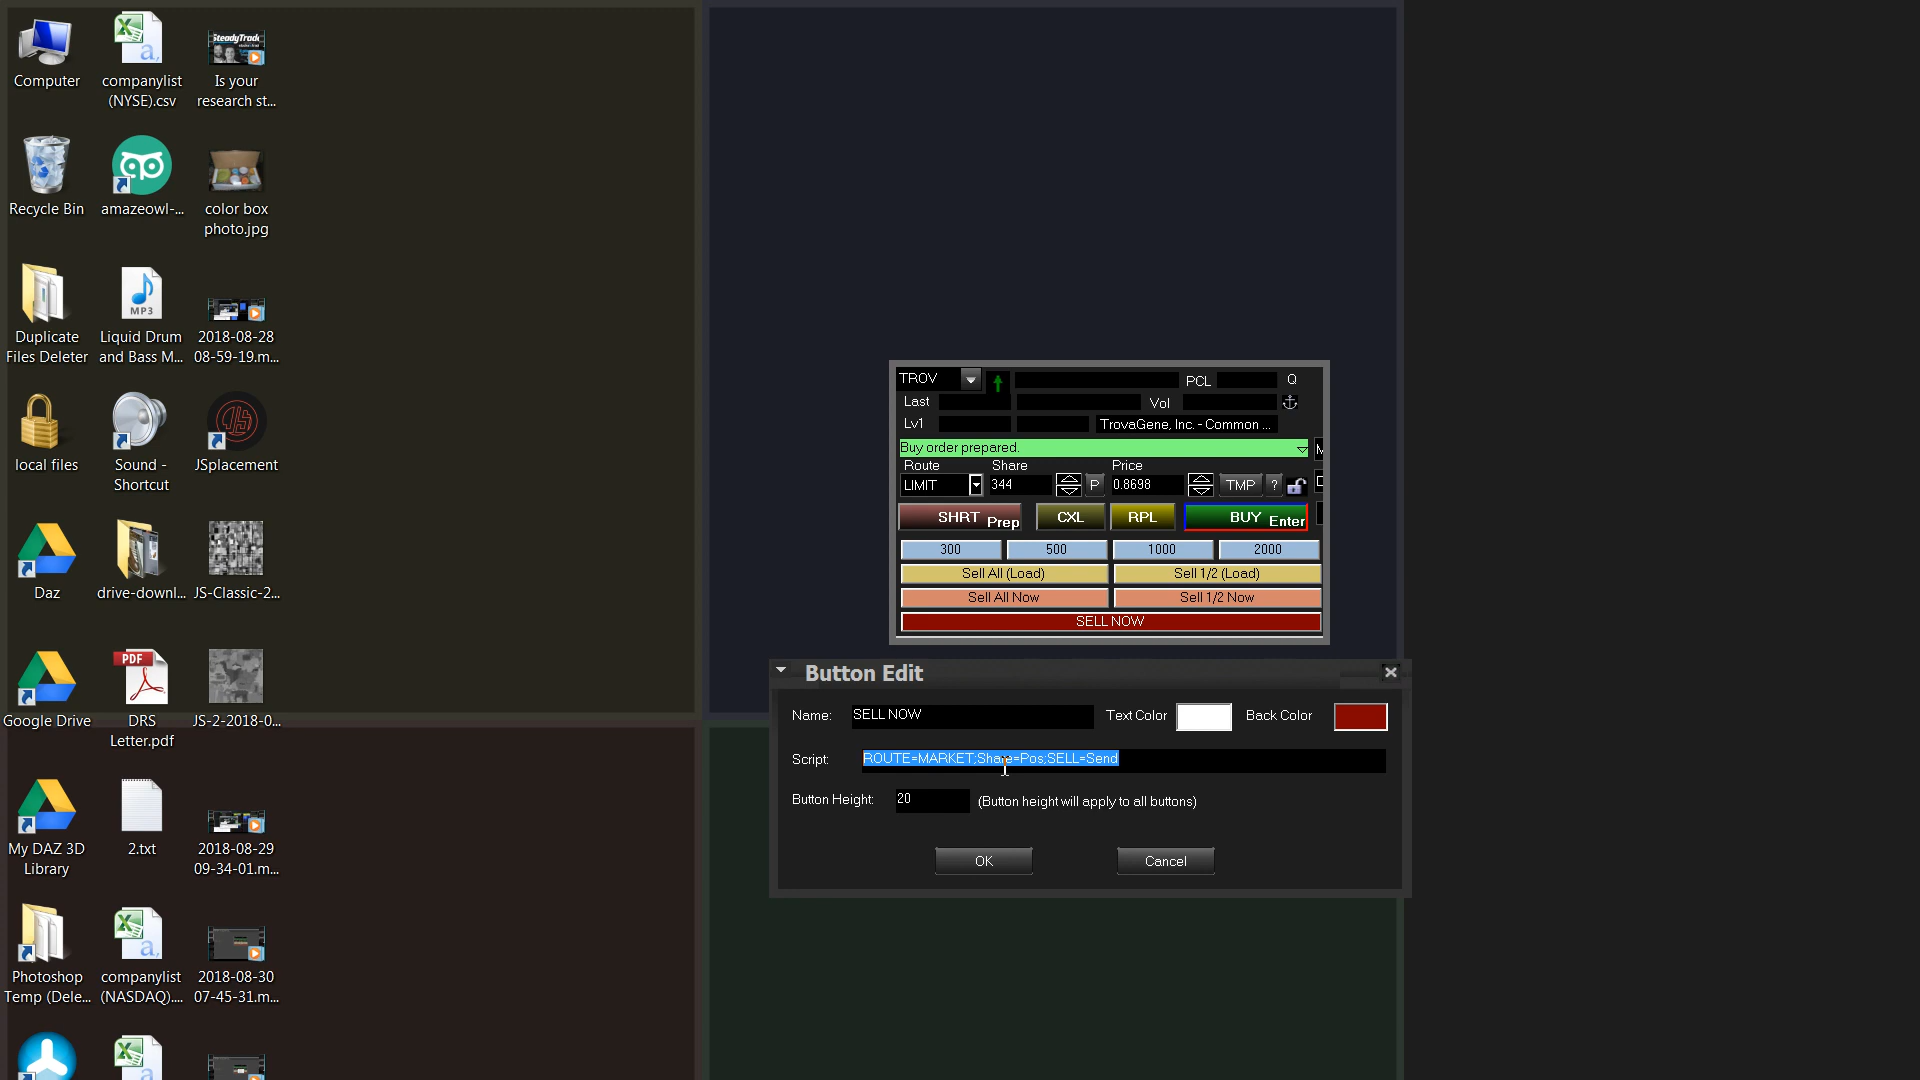 Computer
companylist
(NYSE).csv
Is your
research st...
Recycle Bin
amazeowl-...
color box
photo.jpg
Duplicate
Files Deleter
MP3
Liquid Drum
and Bass M...
2018-08-28
08-59-19.m...
local files
Sound -
Shortcut
JSplacement
Daz
drive-downl...
JS-Classic-2...
Google Drive
PDF
DRS
Letter.pdf
JS-2-2018-0...
My DAZ 3D
Library
2.txt
2018-08-29
09-34-01.m...
Photoshop
Temp (Dele...
companylist
(NASDAQ)....
2018-08-30
07-45-31.m...
TROV
PCL
Q
Last
Vol
Lv1
TrovaGene, Inc. - Common ...
Buy order prepared.
Route Share Price
LIMIT 344 P 0.8698 TMP ?
SHRT Prep CXL RPL BUY Enter
300 500 1000 2000
Sell All (Load) Sell 1/2 (Load)
Sell All Now Sell 1/2 Now
SELL NOW
Button Edit
Name: SELL NOW Text Color Back Color
Script: ROUTE=MARKET;Share=Pos;SELL=Send
Button Height: 20 (Button height will apply to all buttons)
OK Cancel